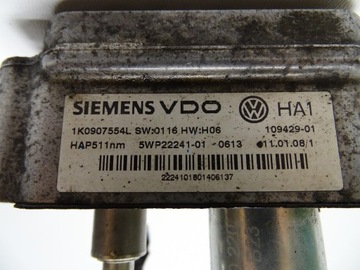 SIEMENS VDO HA1
1K0907554L SW:0116 HW:H06 109429-01
HAP511nm 5WP22241-01 -0613 11.01.08/1
2224101801406137